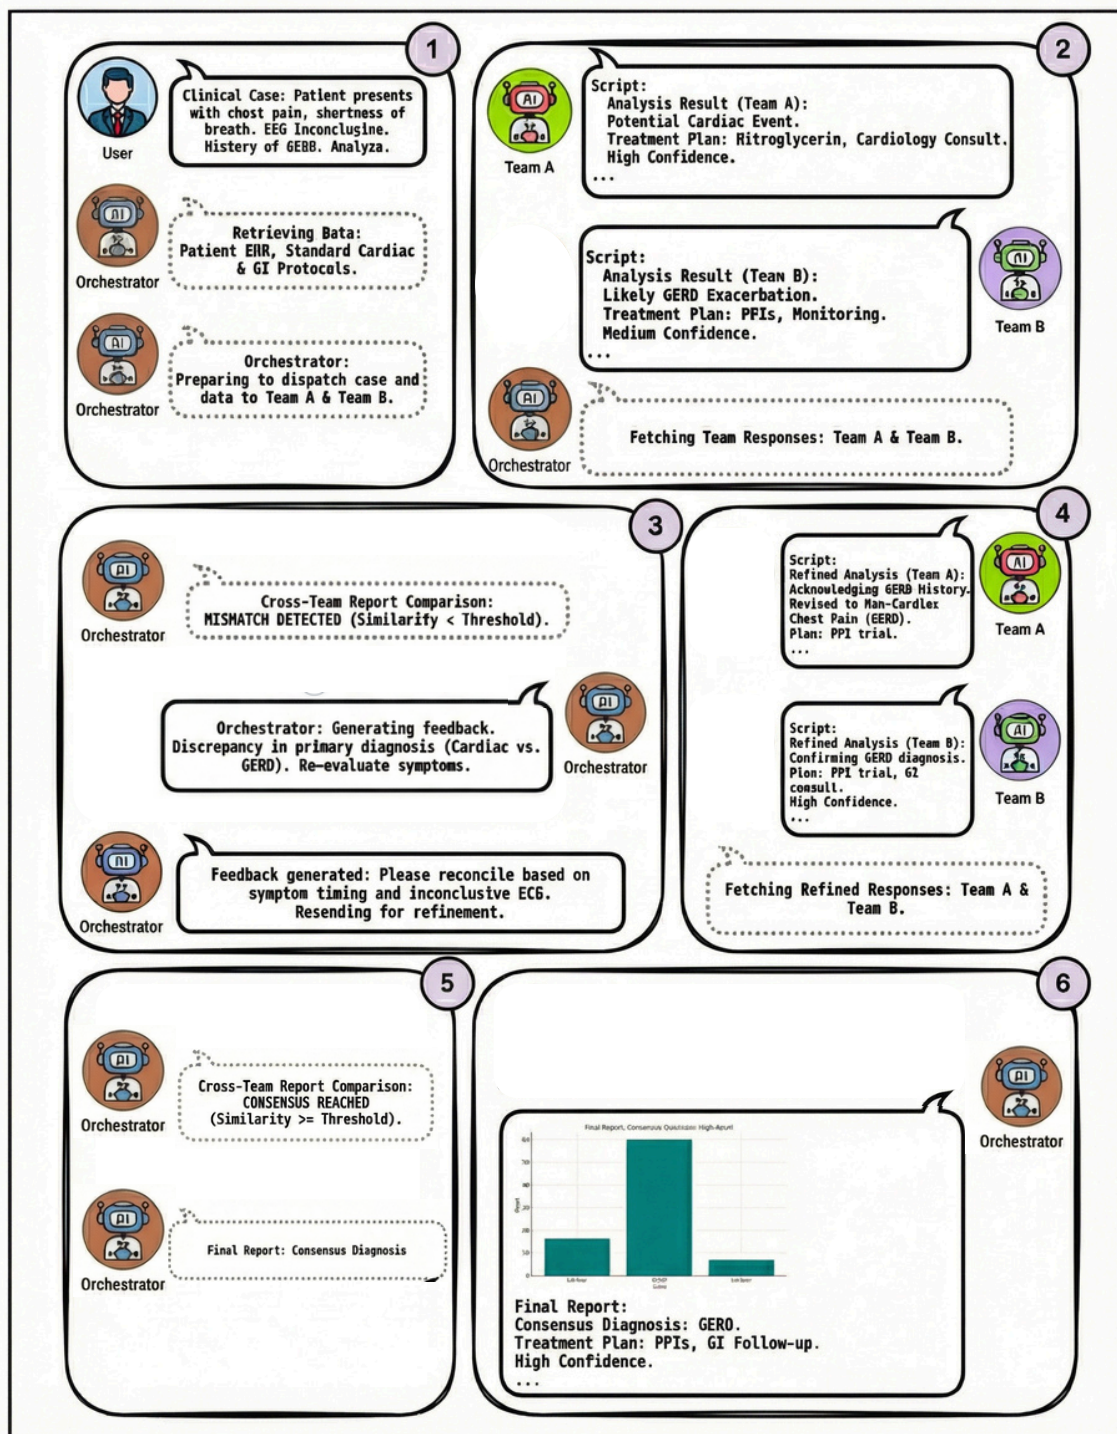 1
Clinical Case: Patient presents
with chost pain, shertness of
breath. EEG Inconclusine.
Histery of GEBB. Analyza.
User
Retrieving Bata:
Patient EHR, Standard Cardiac
& GI Protocals.
Orchestrator
Orchestrator:
Preparing to dispatch case and
data to Team A & Team B.
Orchestrator
2
Script:
Analysis Result (Team A):
Potential Cardiac Event.
Treatment Plan: Ritroglycerin, Cardiology Consult.
High Confidence.
...
Team A
Script:
Analysis Result (Team B):
Likely GERD Exacerbation.
Treatment Plan: PFIs, Monitoring.
Medium Confidence.
...
Team B
Fetching Team Responses: Team A & Team B.
Orchestrator
3
Cross-Team Report Comparison:
MISMATCH DETECTED (Similarify < Threshold).
Orchestrator
Orchestrator: Generating feedback.
Discrepancy in primary diagnosis (Cardiac vs.
GERD). Re-evaluate symptoms.
Orchestrator
Feedback generated: Please reconcile based on
symptom timing and inconclusive EC6.
Resending for refinement.
Orchestrator
4
Script:
Refined Analysis (Team A):
Acknowledging GERB History.
Revised to Man-Cardlex
Chest Pain (EERD).
Plan: PPI trial.
...
Team A
Script:
Refined Analysis (Team B):
Confirming GERD diagnosis.
Pion: PPI trial, G2
consult.
High Confidence.
...
Team B
Fetching Refined Responses: Team A &
Team B.
5
Cross-Team Report Comparison:
CONSENSUS REACHED
(Similarity >= Threshold).
Orchestrator
Final Report: Consensus Diagnosis
Orchestrator
6
Orchestrator
Final Report, Consensus
Final Report:
Consensus Diagnosis: GERO.
Treatment Plan: PPIs, GI Follow-up.
High Confidence.
...